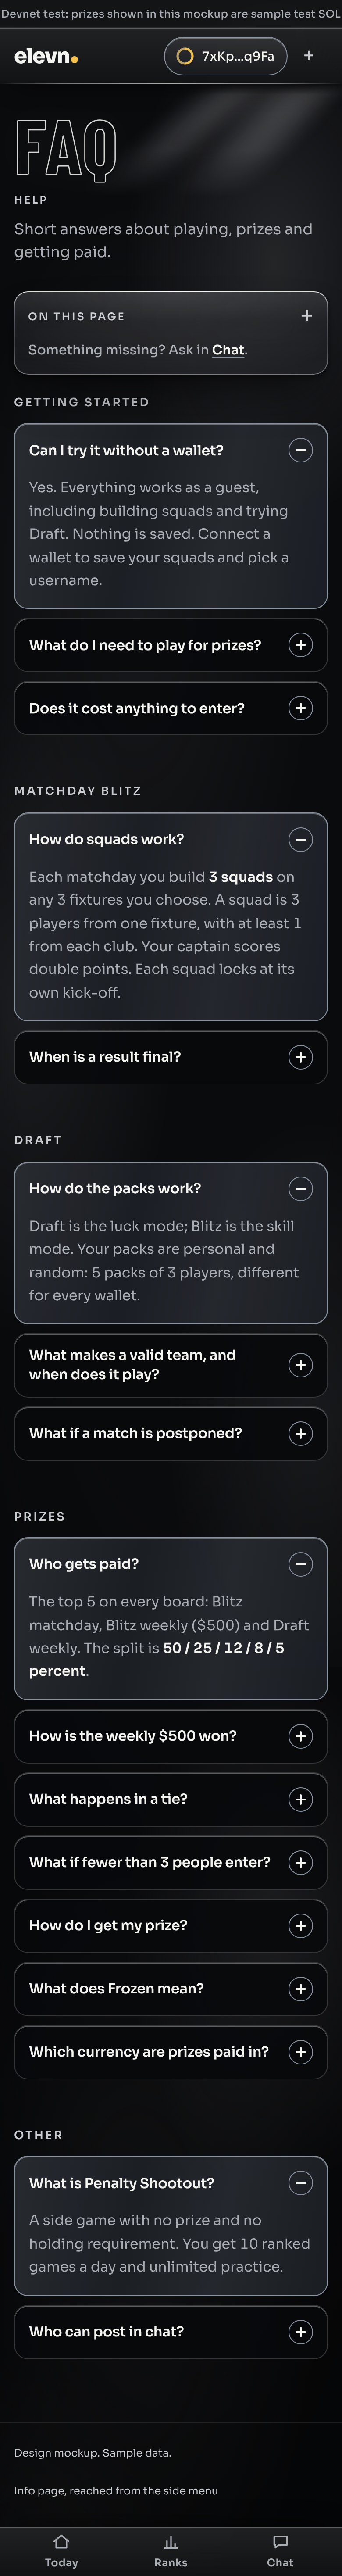 Devnet test: prizes shown in this mockup are sample test SOL
elevn.
7xKp...q9Fa
+
FAQ
HELP
Short answers about playing, prizes and
getting paid.
ON THIS PAGE
+
Something missing? Ask in Chat.
GETTING STARTED
Can I try it without a wallet?
Yes. Everything works as a guest,
including building squads and trying
Draft. Nothing is saved. Connect a
wallet to save your squads and pick a
username.
What do I need to play for prizes?
Does it cost anything to enter?
MATCHDAY BLITZ
How do squads work?
Each matchday you build 3 squads on
any 3 fixtures you choose. A squad is 3
players from one fixture, with at least 1
from each club. Your captain scores
double points. Each squad locks at its
own kick-off.
When is a result final?
DRAFT
How do the packs work?
Draft is the luck mode; Blitz is the skill
mode. Your packs are personal and
random: 5 packs of 3 players, different
for every wallet.
What makes a valid team, and
when does it play?
What if a match is postponed?
PRIZES
Who gets paid?
The top 5 on every board: Blitz
matchday, Blitz weekly ($500) and Draft
weekly. The split is 50 / 25 / 12 / 8 / 5
percent.
How is the weekly $500 won?
What happens in a tie?
What if fewer than 3 people enter?
How do I get my prize?
What does Frozen mean?
Which currency are prizes paid in?
OTHER
What is Penalty Shootout?
A side game with no prize and no
holding requirement. You get 10 ranked
games a day and unlimited practice.
Who can post in chat?
Design mockup. Sample data.
Info page, reached from the side menu
Today
Ranks
Chat